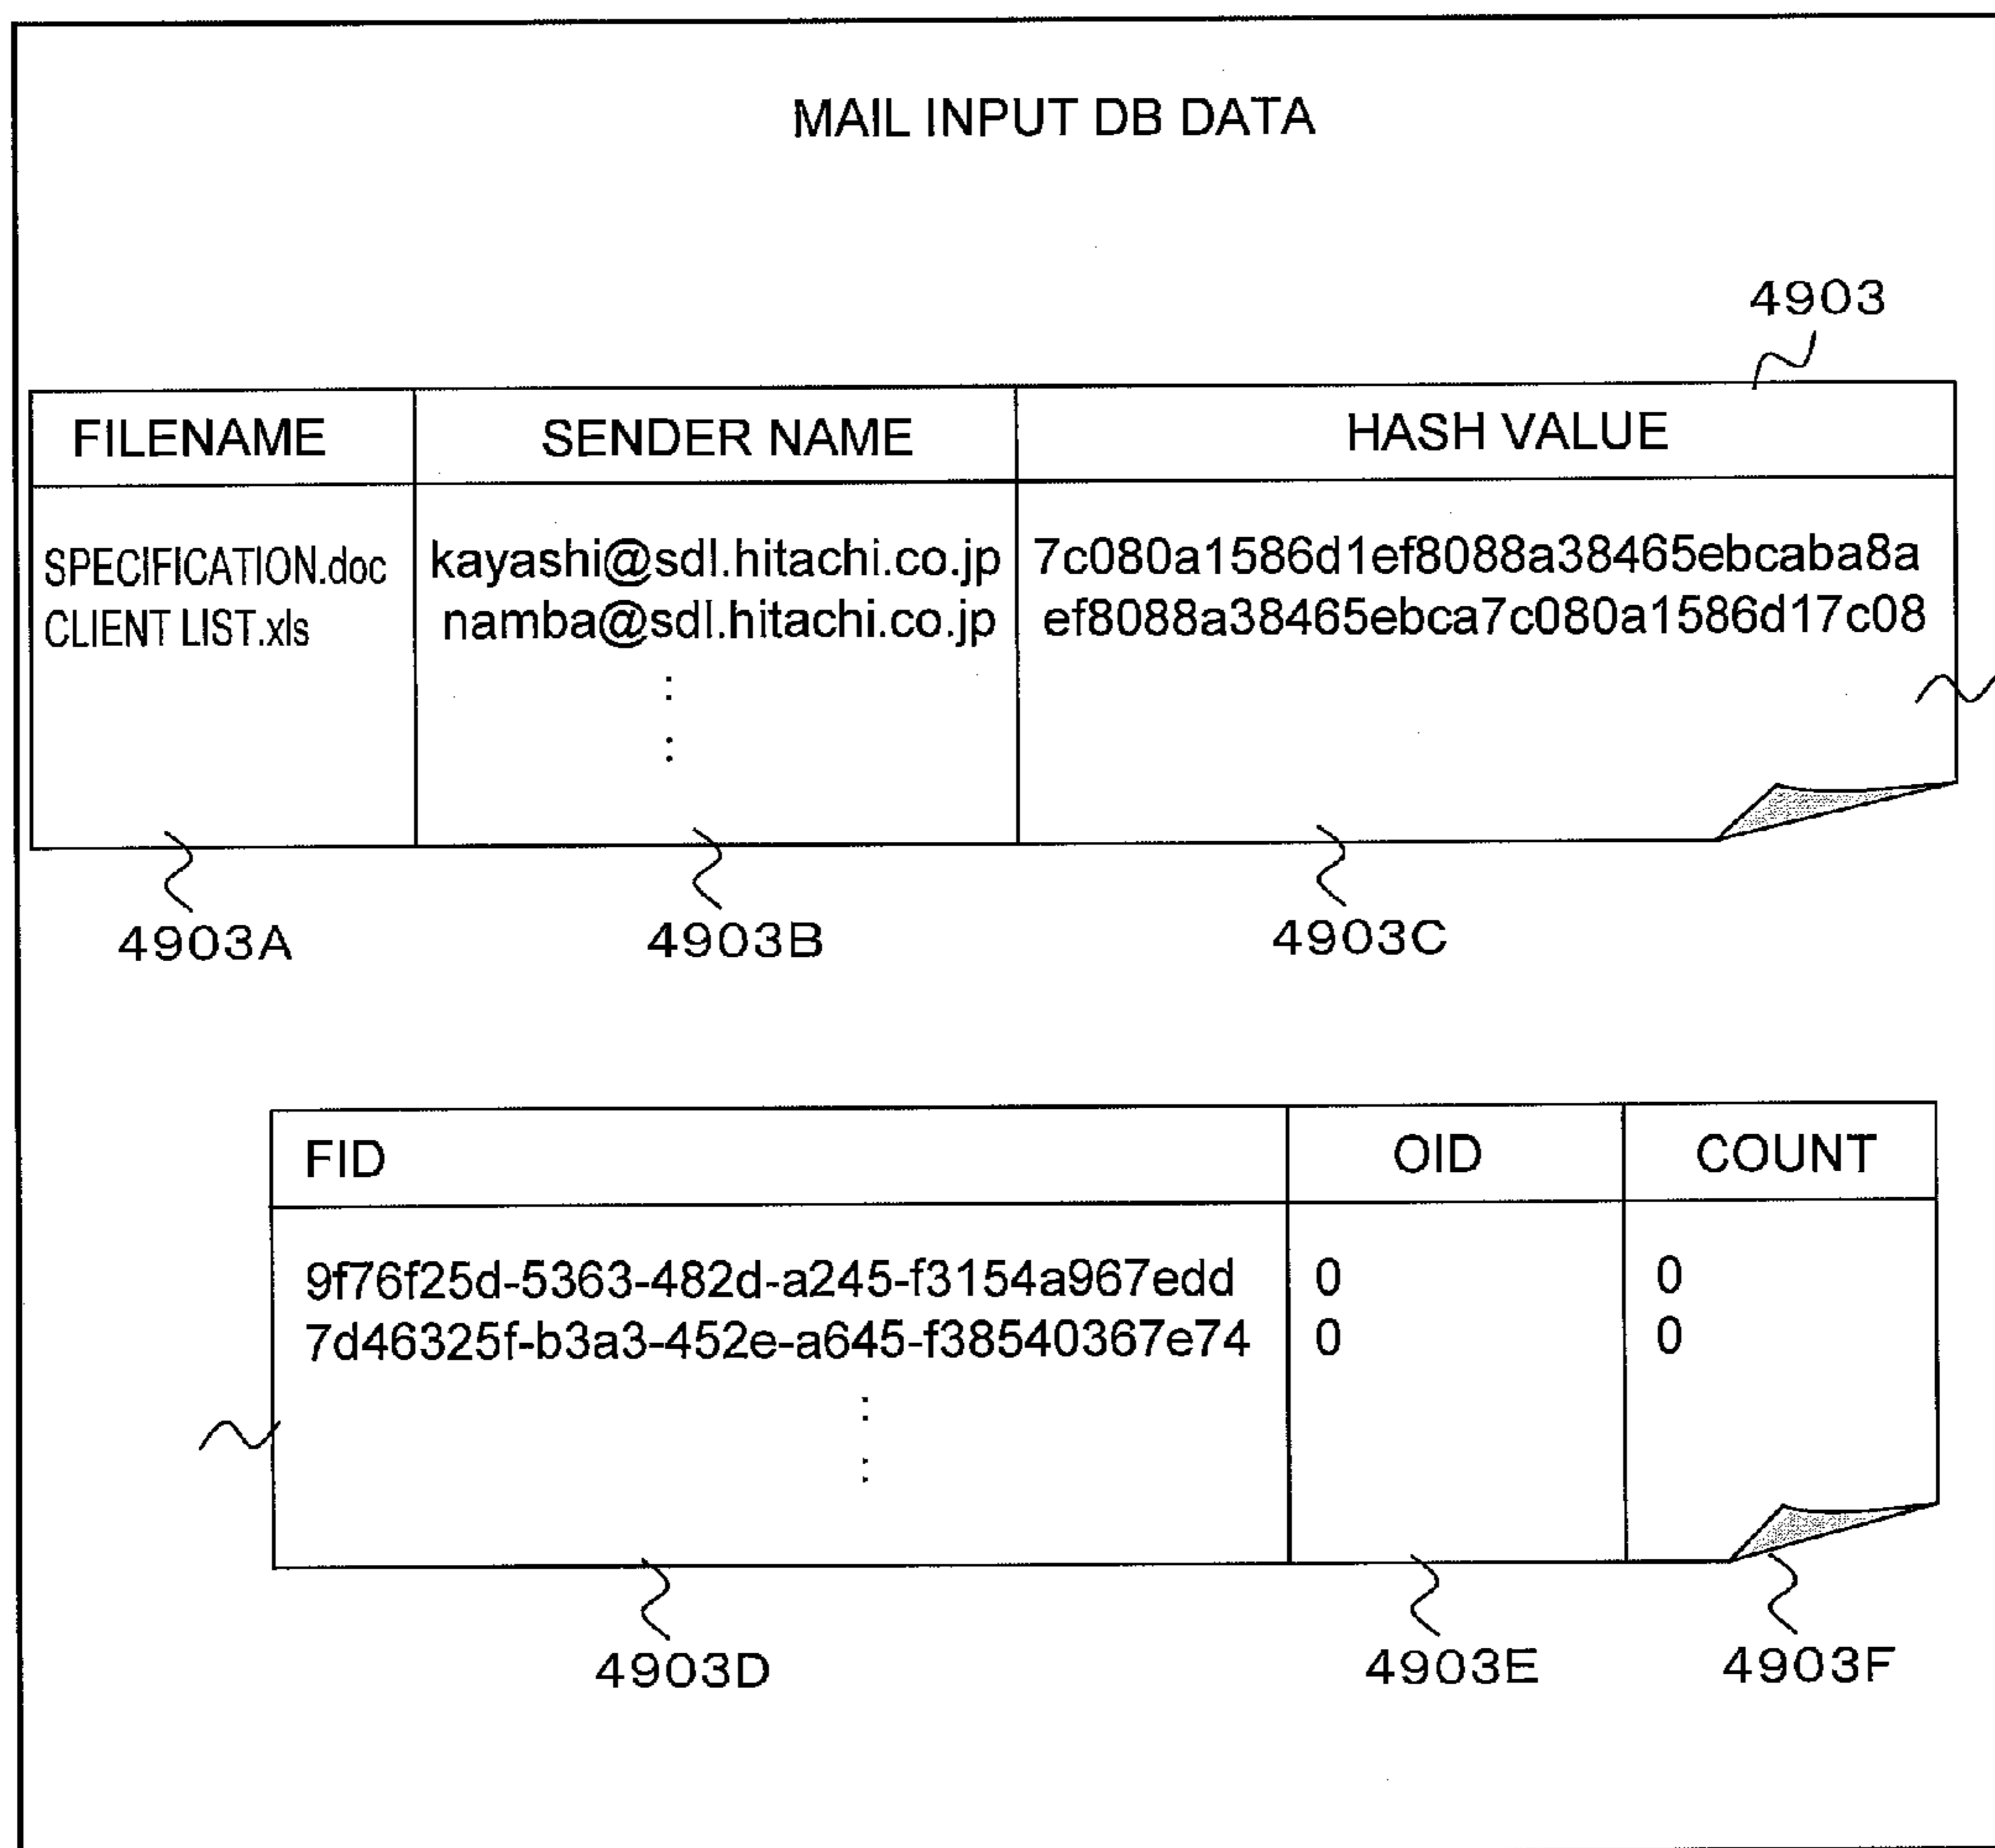 MAIL INPUT DB DATA
4903
FILENAME SENDER NAME HASH VALUE
SPECIFICATION.doc kayashi@sdl.hitachi.co.jp 7c080a1586d1ef8088a38465ebcaba8a
CLIENT LIST.xls namba@sdl.hitachi.co.jp ef8088a38465ebca7c080a1586d17c08
4903A 4903B 4903C
FID OID COUNT
9f76f25d-5363-482d-a245-f3154a967edd 0 0
7d46325f-b3a3-452e-a645-f38540367e74 0 0
4903D 4903E 4903F